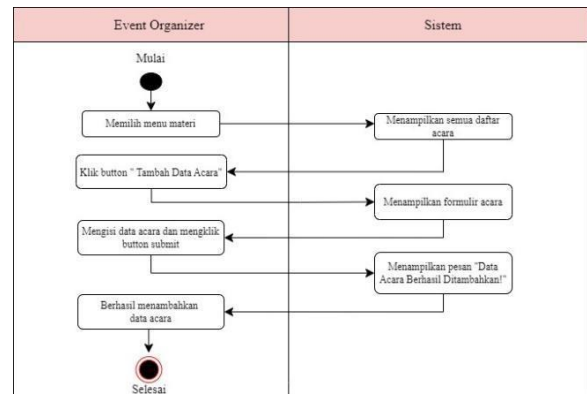 Event Organizer
Sistem
Mulai
Memilih menu materi
Menampilkan semua daftar
acara
Klik button " Tambah Data Acara"
Menampilkan formulir acara
Mengisi data acara dan mengklik
button submit
Menampilkan pesan "Data
Acara Berhasil Ditambahkan!"
Berhasil menambahkan
data acara
Selesai